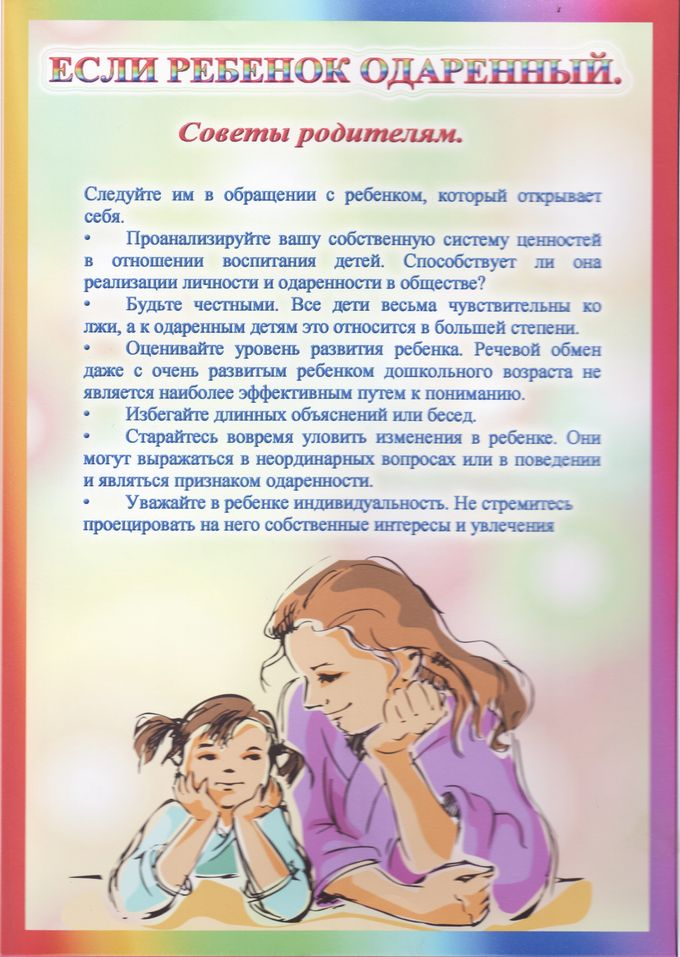 ЕСЛИ РЕБЕНОК ОДАРЕННЫЙ.
Советы родителям.
Следуйте им в обращении с ребенком, который открывает
себя.
• Проанализируйте вашу собственную систему ценностей
в отношении воспитания детей. Способствует ли она
реализации личности и одаренности в обществе?
• Будьте честными. Все дети весьма чувствительны ко
лжи, а к одаренным детям это относится в большей степени.
• Оценивайте уровень развития ребенка. Речевой обмен
даже с очень развитым ребенком дошкольного возраста не
является наиболее эффективным путем к пониманию.
• Избегайте длинных объяснений или бесед.
• Старайтесь вовремя уловить изменения в ребенке. Они
могут выражаться в неординарных вопросах или в поведении
и являться признаком одаренности.
• Уважайте в ребенке индивидуальность. Не стремитесь
проецировать на него собственные интересы и увлечения